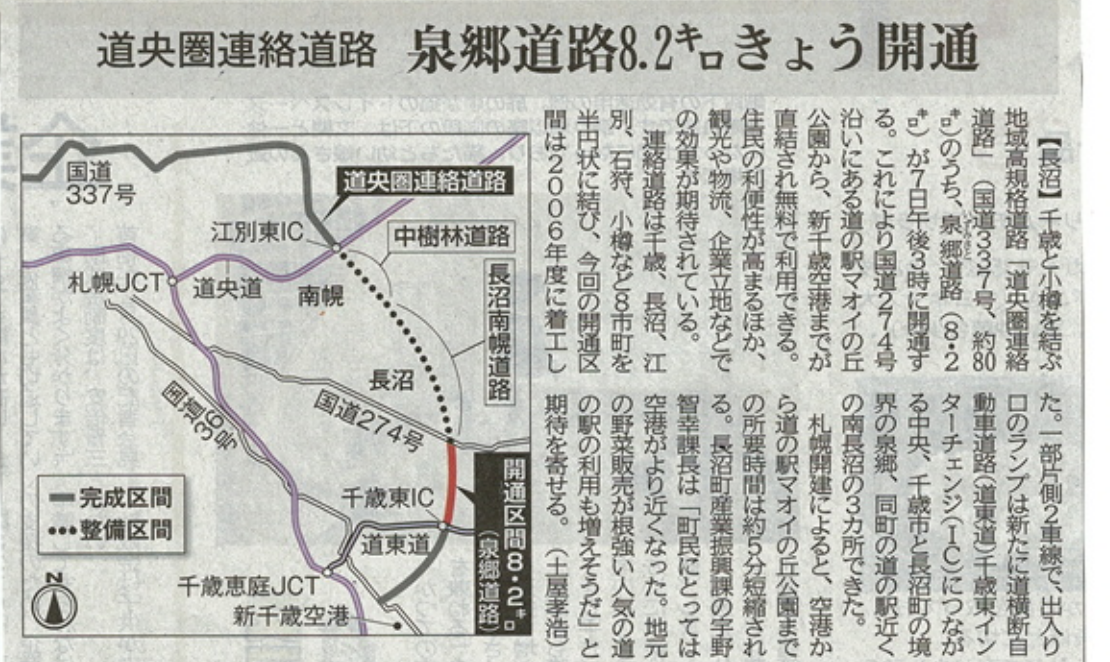 道央圏連絡道路 泉郷道路8.2㌔きょう開通
【長沼】千歳と小樽を結ぶ
地域高規格道路「道央圏連絡
道路」(国道337号、約80
㌔)のうち、泉郷道路(8・2
いずみさと
㌔)が7日午後3時に開通す
る。これにより国道274号
沿いにある道の駅マオイの丘
公園から、新千歳空港までが
直結され無料で利用できる。
住民の利便性が高まるほか、
観光や物流、企業立地などで
の効果が期待されている。
連絡道路は千歳、長沼、江
別、石狩、小樽など8市町を
半円状に結び、今回の開通区
間は2006年度に着工し
た。一部片側2車線で、出入り
口のランプは新たに道横断自
動車道路(道東道)千歳東イン
ターチェンジ(IC)につなが
る中央、千歳市と長沼町の境
界の泉郷、同町の道の駅近く
の南長沼の3カ所できた。
札幌開建によると、空港か
ら道の駅マオイの丘公園まで
の所要時間は約5分短縮され
る。長沼町産業振興課の宇野
智幸課長は「町民にとっては
空港がより近くなった。地元
の野菜販売が根強い人気の道
の駅の利用も増えそうだ」と
期待を寄せる。(土屋孝浩)
国道
337号
道央圏連絡道路
江別東IC
中樹林道路
札幌JCT
道央道
南幌
長沼南幌道路
長沼
国道274号
国道36号
開通区間8・2㌔
(泉郷道路)
完成区間
整備区間
千歳東IC
道東道
千歳恵庭JCT
新千歳空港
N